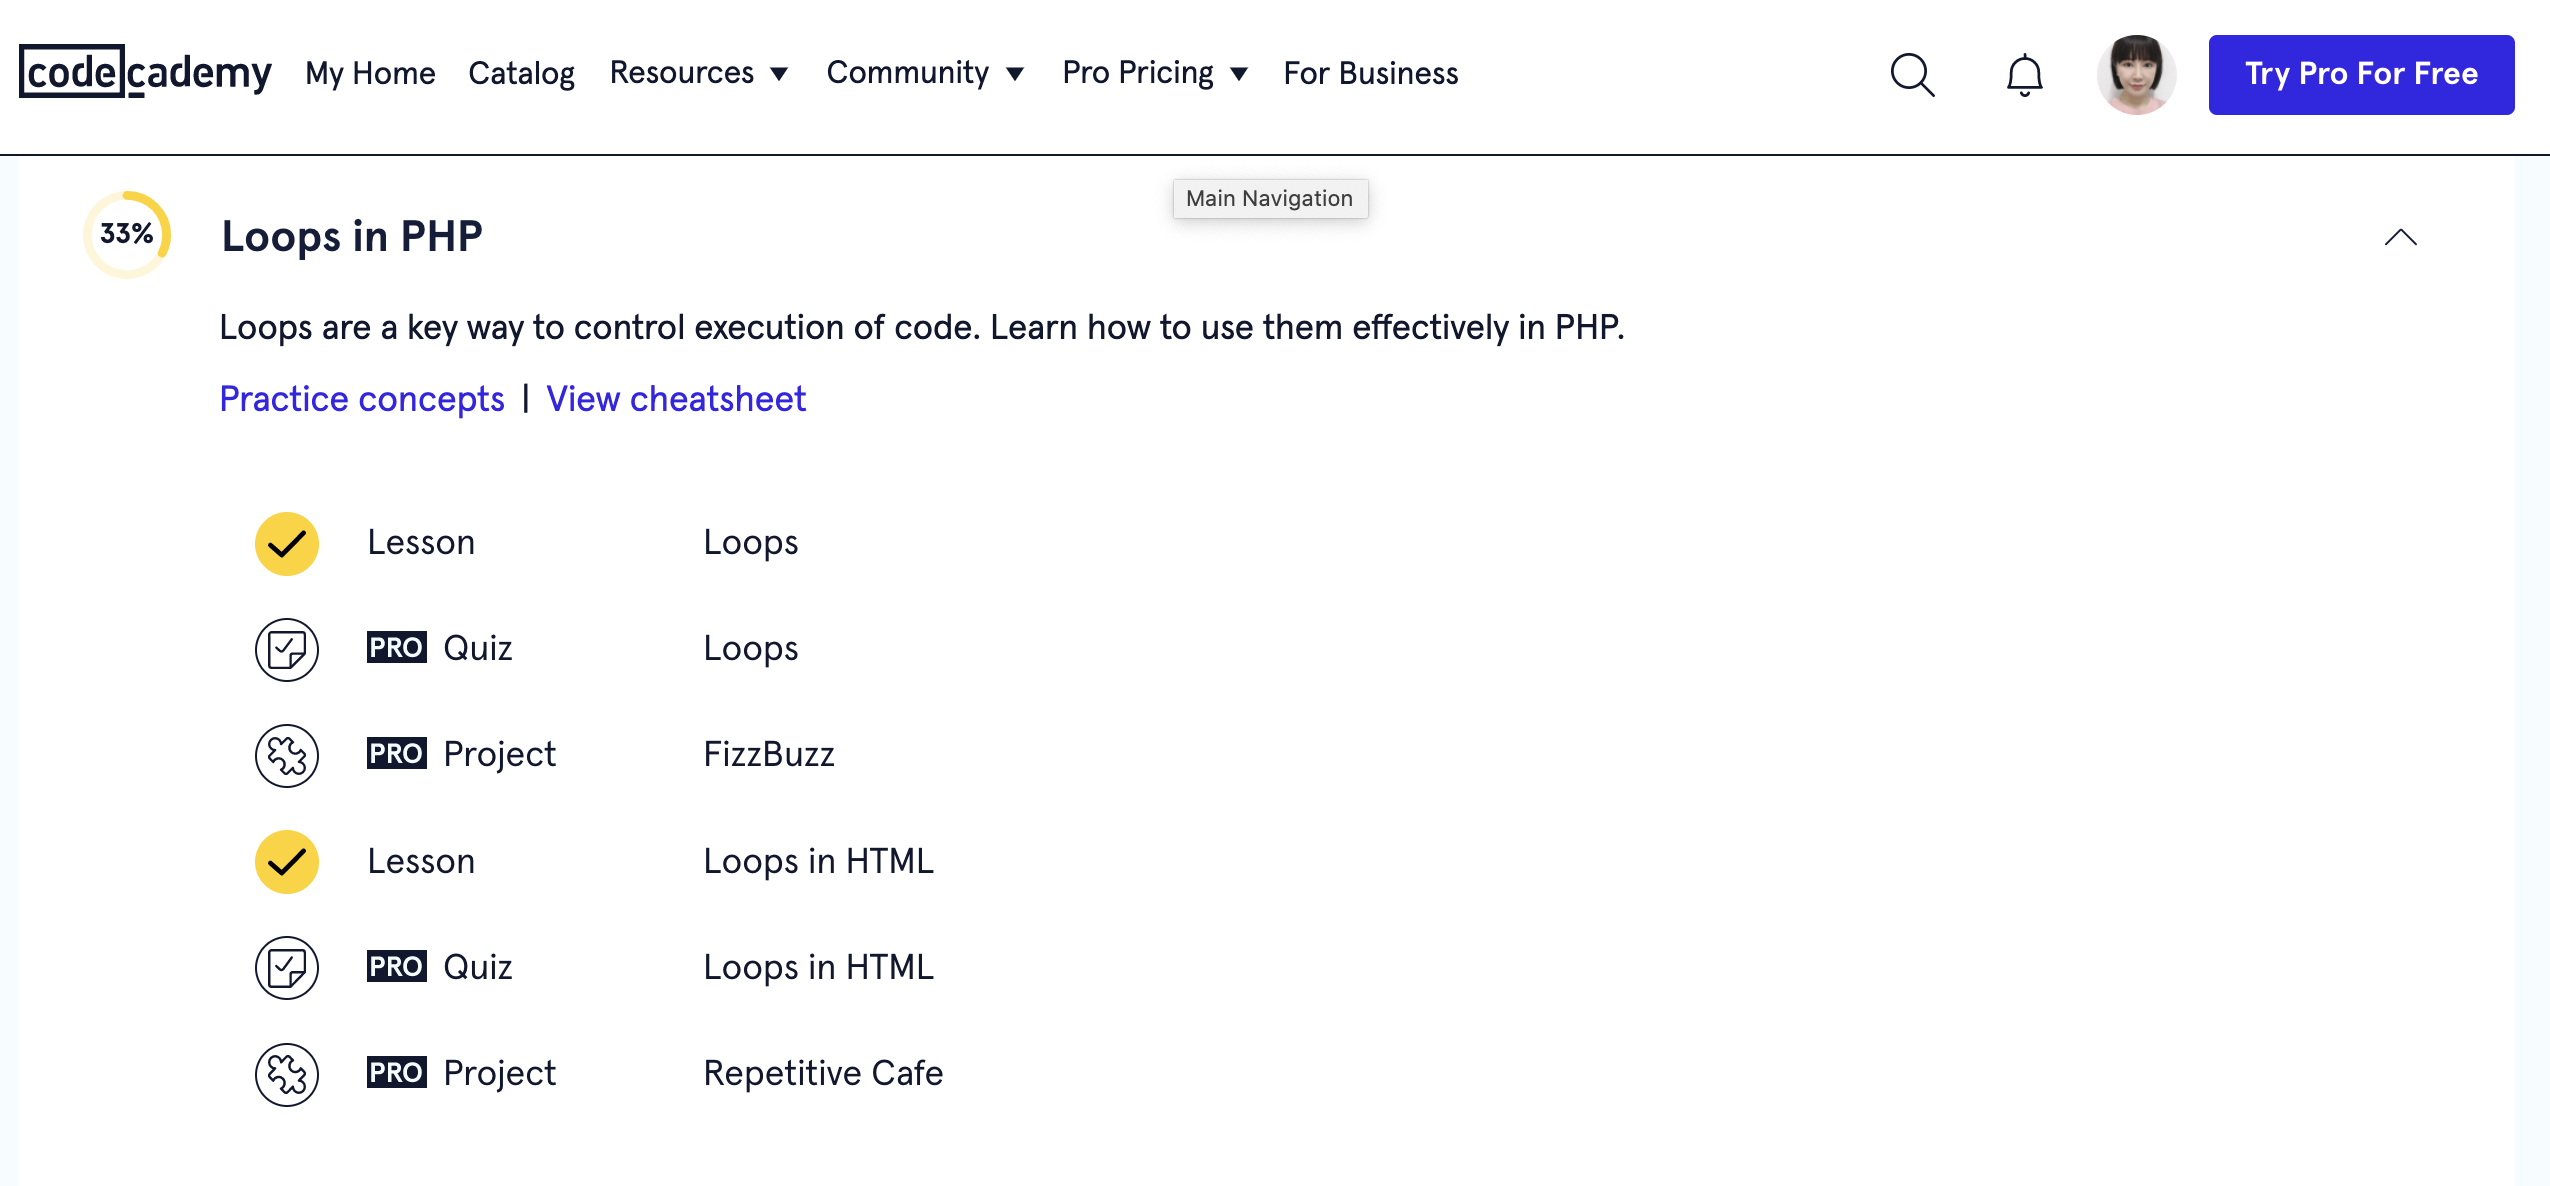 codecademy My Home Catalog Resources Community Pro Pricing For Business Try Pro For Free
Main Navigation
33% Loops in PHP
Loops are a key way to control execution of code. Learn how to use them effectively in PHP.
Practice concepts | View cheatsheet
Lesson Loops
PRO Quiz Loops
PRO Project FizzBuzz
Lesson Loops in HTML
PRO Quiz Loops in HTML
PRO Project Repetitive Cafe